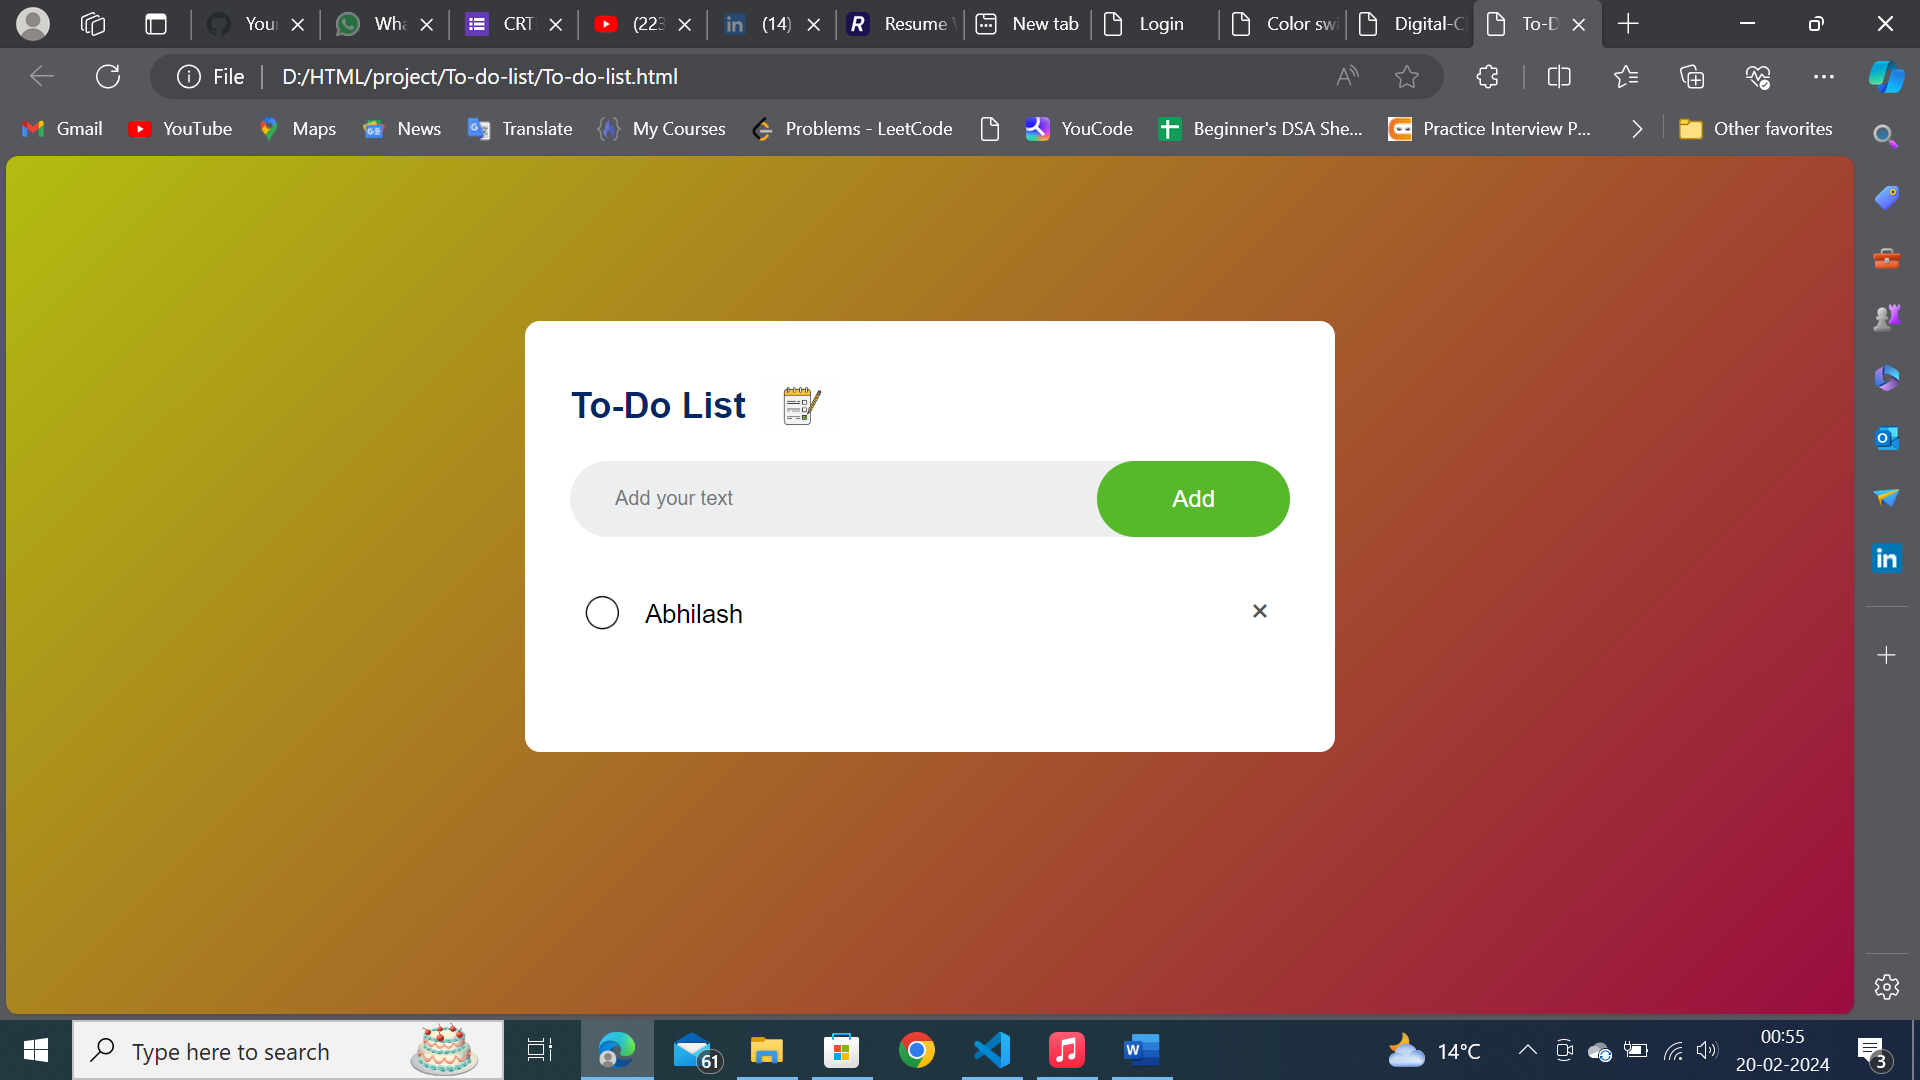 You
Wha
CRT
(223
(14)
Resume
New tab
Login
Color swi
Digital-Cl
To-D
File
D:/HTML/project/To-do-list/To-do-list.html
Gmail
YouTube
Maps
News
Translate
My Courses
Problems - LeetCode
YouCode
Beginner's DSA She...
Practice Interview P...
Other favorites
To-Do List
Add your text
Add
Abhilash
Type here to search
61
14°C
00:55
20-02-2024
3